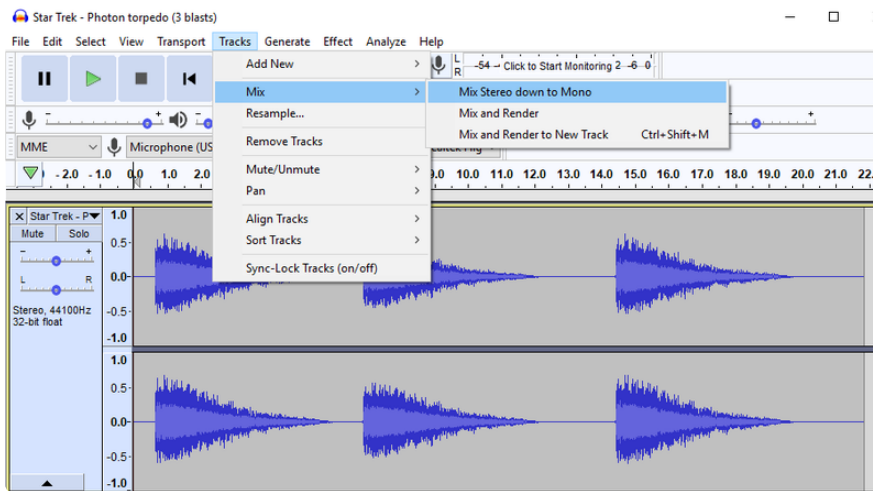 Star Trek - Photon torpedo (3 blasts)
File Edit Select View Transport Tracks Generate Effect Analyze Help
Add New
Mix
Resample...
Remove Tracks
Mute/Unmute
Pan
Align Tracks
Sort Tracks
Sync-Lock Tracks (on/off)
Mix Stereo down to Mono
Mix and Render
Mix and Render to New Track Ctrl+Shift+M
L
R
-54 Click to Start Monitoring 2 -6 0
MME Microphone (US
-2.0 -1.0 0.0 1.0 2.0 9.0 10.0 11.0 12.0 13.0 14.0 15.0 16.0 17.0 18.0 19.0 20.0 21.0 22.
Star Trek - P
Mute Solo
- +
L R
Stereo, 44100Hz
32-bit float
1.0
0.5
0.0
-0.5
-1.0
1.0
0.5
0.0
-0.5
-1.0